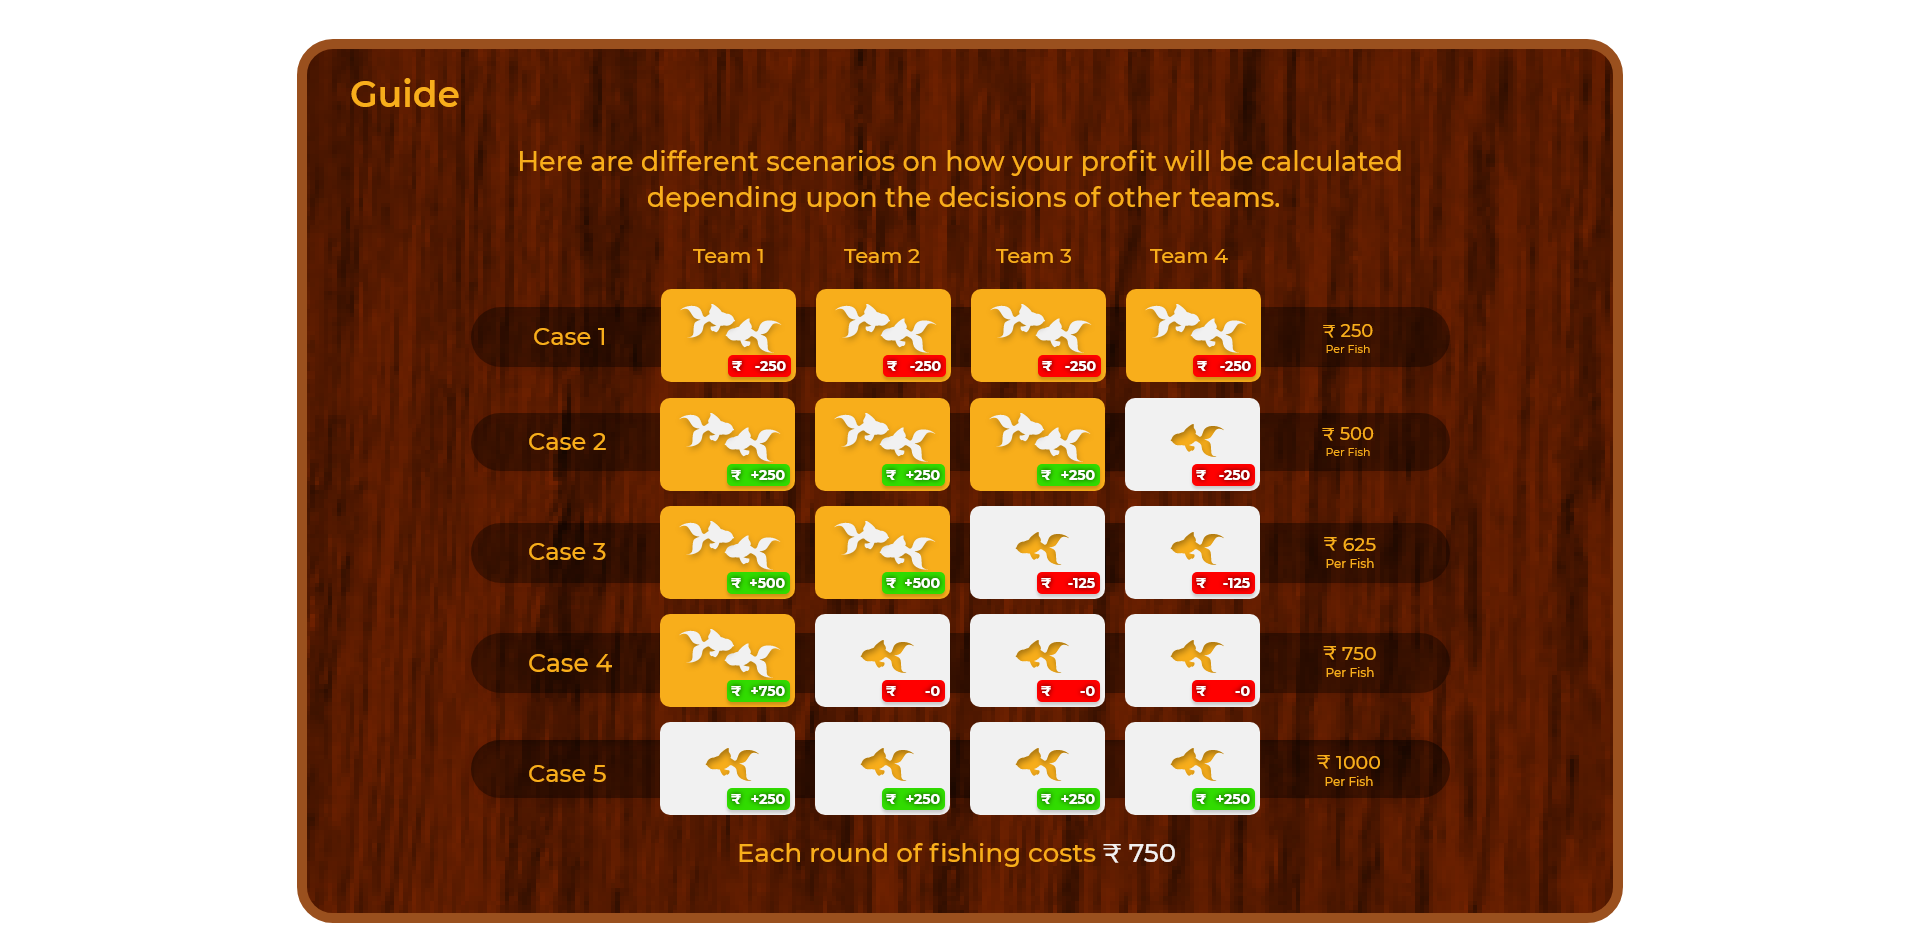 Guide
Here are different scenarios on how your profit will be calculated
depending upon the decisions of other teams.
Team 1 Team 2 Team 3 Team 4
Case 1 ₹ -250 ₹ -250 ₹ -250 ₹ -250 ₹ 250
Per Fish
Case 2 ₹ +250 ₹ +250 ₹ +250 ₹ -250 ₹ 500
Per Fish
Case 3 ₹ +500 ₹ +500 ₹ -125 ₹ -125 ₹ 625
Per Fish
Case 4 ₹ +750 ₹ -0 ₹ -0 ₹ -0 ₹ 750
Per Fish
Case 5 ₹ +250 ₹ +250 ₹ +250 ₹ +250 ₹ 1000
Per Fish
Each round of fishing costs ₹ 750